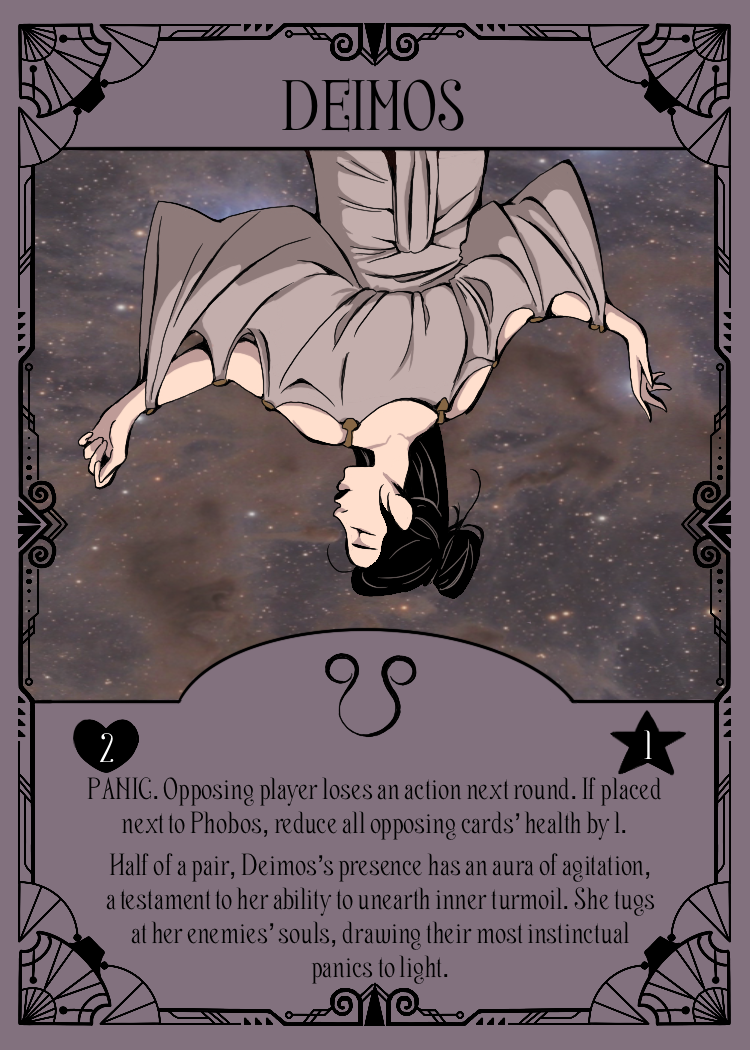 DEIMOS
2
1
PANIC. Opposing player loses an action next round. If placed
next to Phobos, reduce all opposing cards' health by 1.
Half of a pair, Deimos's presence has an aura of agitation,
a testament to her ability to unearth inner turmoil. She tugs
at her enemies' souls, drawing their most instinctual
panics to light.